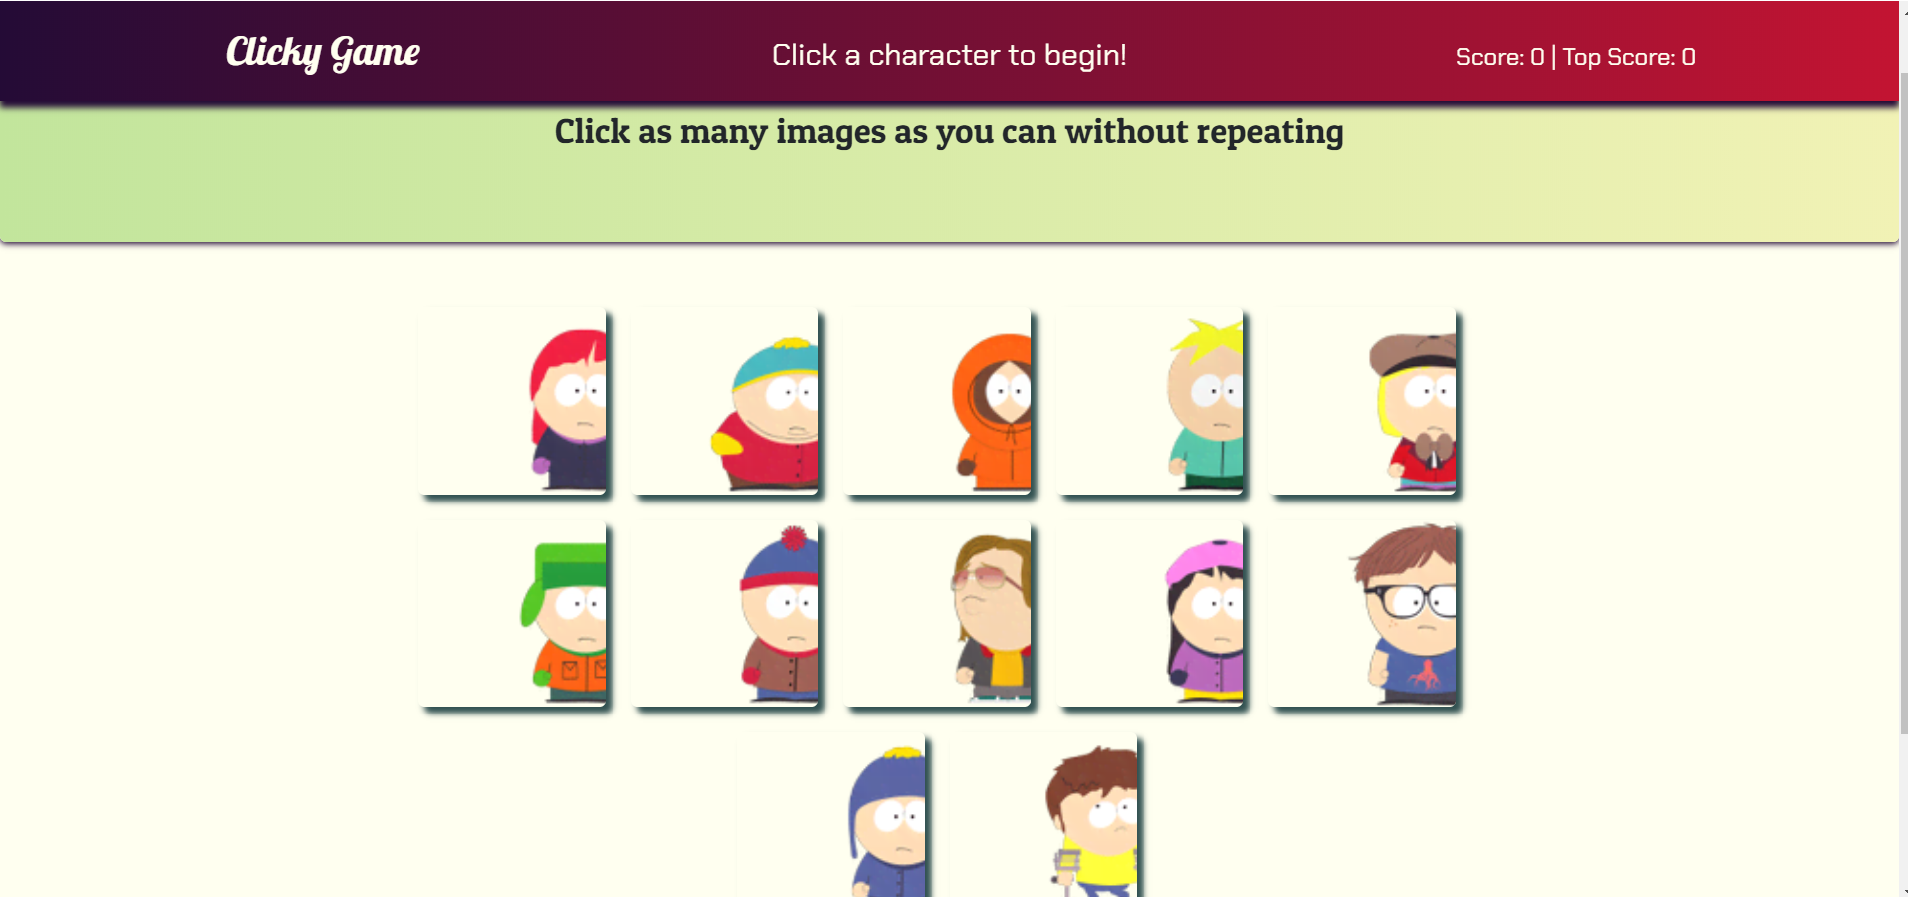 Clicky Game
Click a character to begin!
Score: 0 | Top Score: 0
Click as many images as you can without repeating